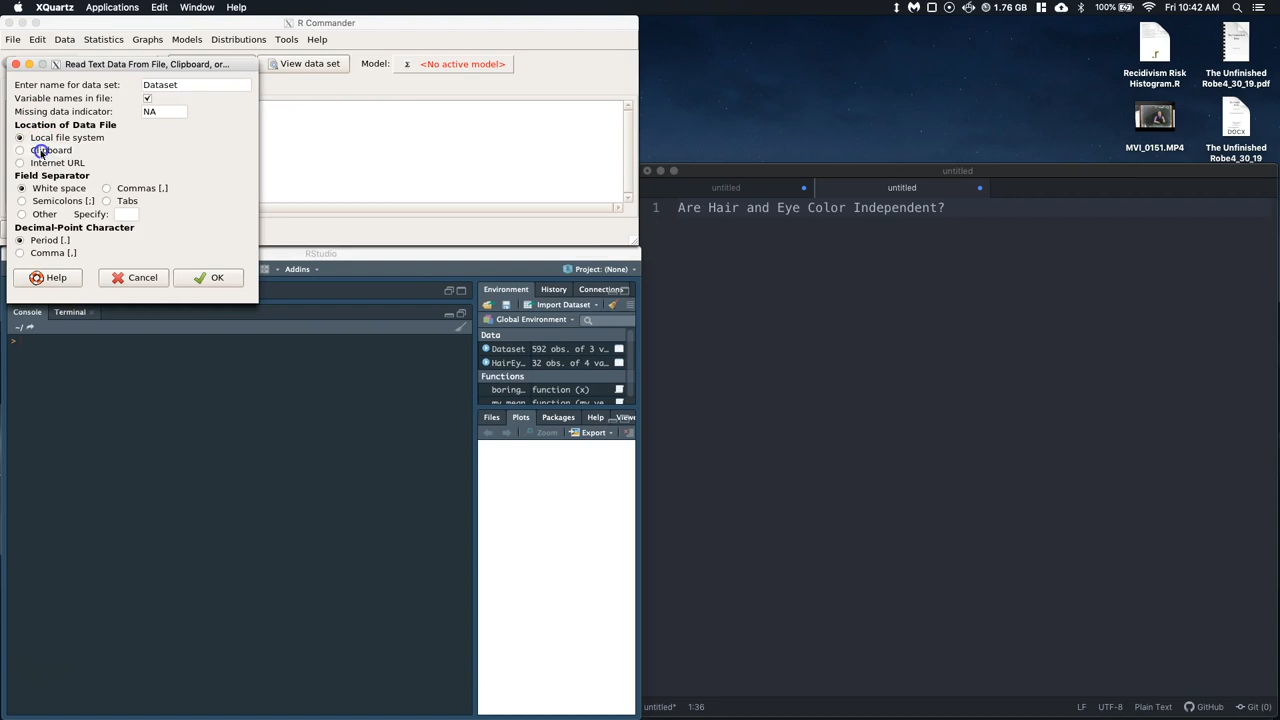 XQuartz Applications Edit Window Help
1.76 GB 100% Fri 10:42 AM
R Commander
File Edit Data Statistics Graphs Models Distributions Tools Help
View data set Model: Σ <No active model>
Read Text Data From File, Clipboard, or...
Enter name for data set: Dataset
Variable names in file:
Missing data indicator: NA
Location of Data File
Local file system
Clipboard
Internet URL
Field Separator
White space Commas [,]
Semicolons [;] Tabs
Other Specify:
Decimal-Point Character
Period [.]
Comma [,]
Help Cancel OK
RStudio
Addins Project: (None)
Environment History Connections
Import Dataset
Global Environment
Data
Dataset 592 obs. of 3 v…
HairEy… 32 obs. of 4 va…
Functions
boring… function (x)
Files Plots Packages Help Viewe
Zoom Export
Console Terminal
~/
>
.r
Recidivism Risk
Histogram.R
The Unfinished
Robe4_30_19.pdf
MVI_0151.MP4
DOCX
The Unfinished
Robe4_30_19
untitled
untitled untitled
1 Are Hair and Eye Color Independent?
untitled* 1:36 LF UTF-8 Plain Text GitHub Git (0)